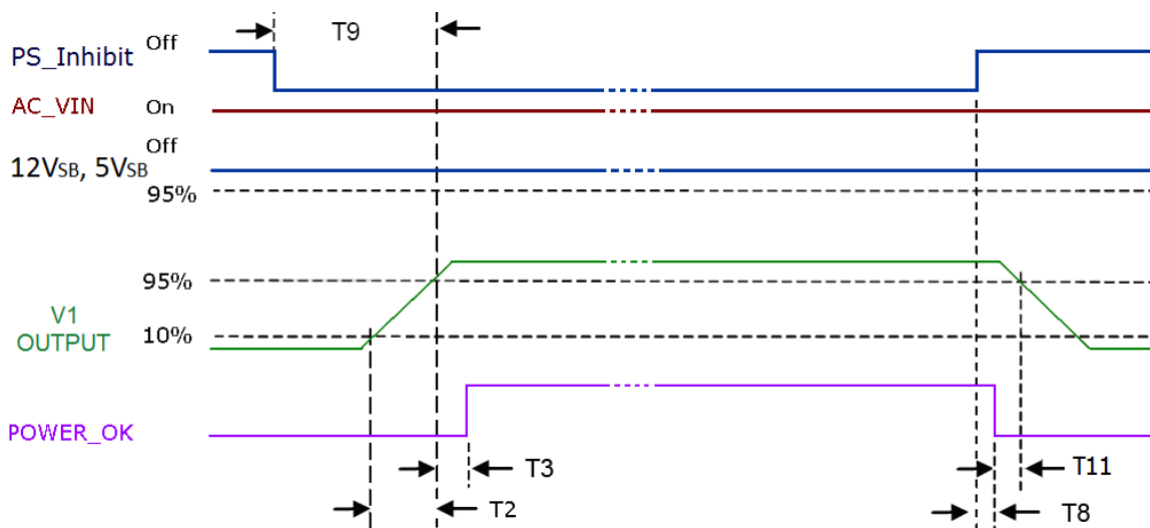 T9
Off
PS_Inhibit
AC_VIN On
Off
12VSB, 5VSB
95%
95%
V1
OUTPUT
10%
POWER_OK
T3
T11
T2
T8